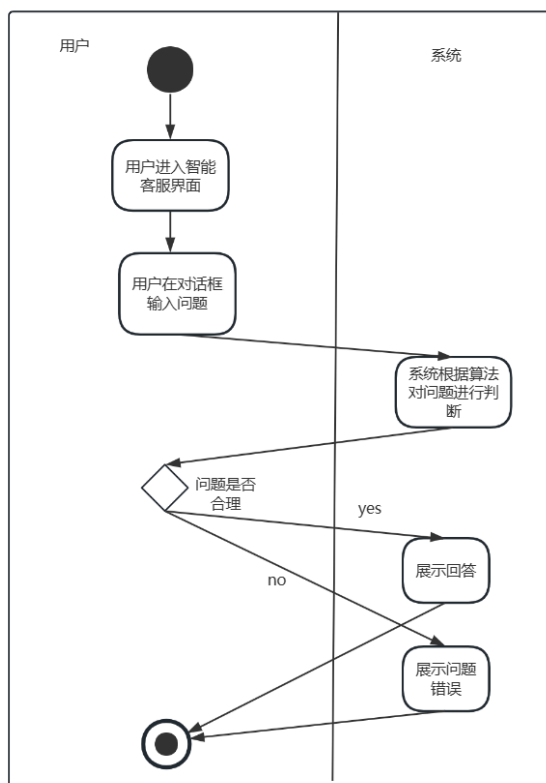 用户
系统
用户进入智能
客服界面
用户在对话框
输入问题
系统根据算法
对问题进行判
断
问题是否
合理
yes
展示回答
no
展示问题
错误